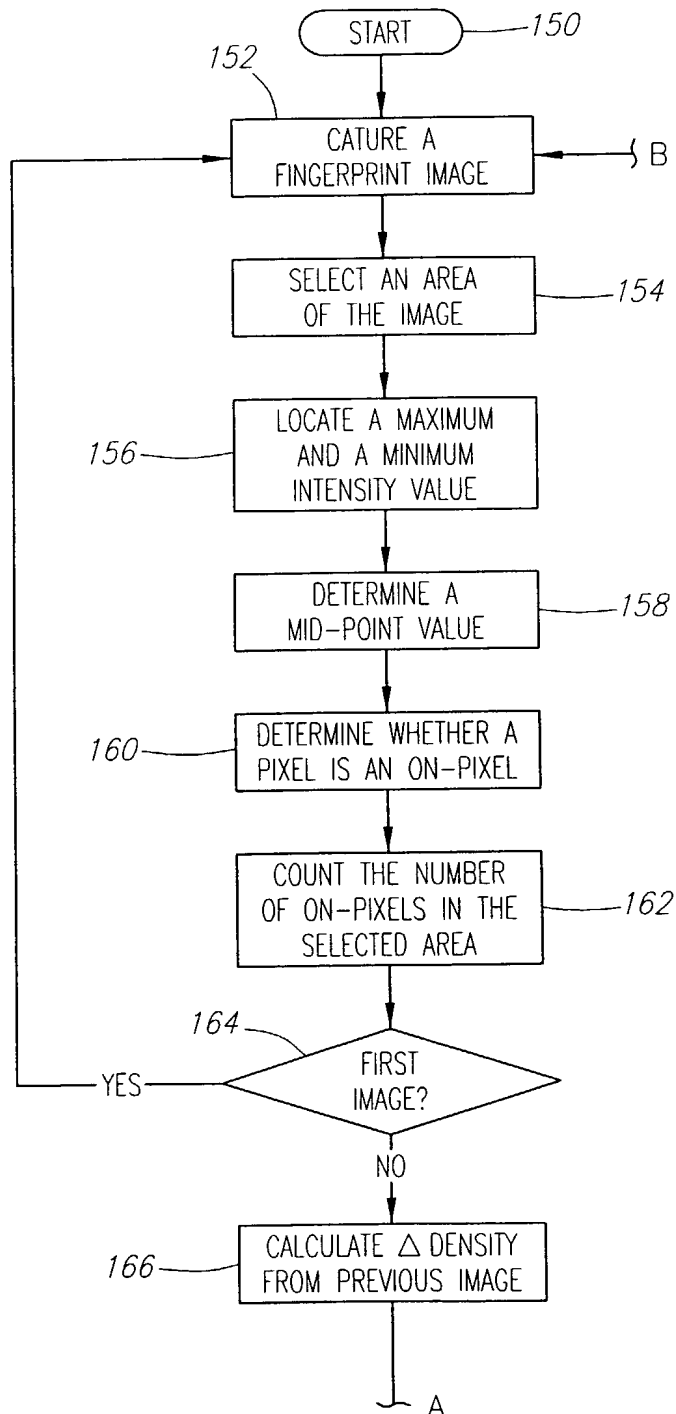 START
150
152
CATURE A
FINGERPRINT IMAGE
B
SELECT AN AREA
OF THE IMAGE
154
LOCATE A MAXIMUM
AND A MINIMUM
INTENSITY VALUE
156
DETERMINE A
MID-POINT VALUE
158
DETERMINE WHETHER A
PIXEL IS AN ON-PIXEL
160
COUNT THE NUMBER
OF ON-PIXELS IN THE
SELECTED AREA
162
164
FIRST
IMAGE?
YES
NO
CALCULATE △ DENSITY
FROM PREVIOUS IMAGE
166
A